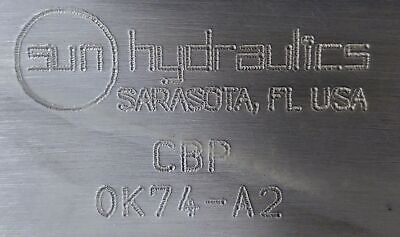 sun hydraulics
SARASOTA, FL USA
CBP
0K74-A2